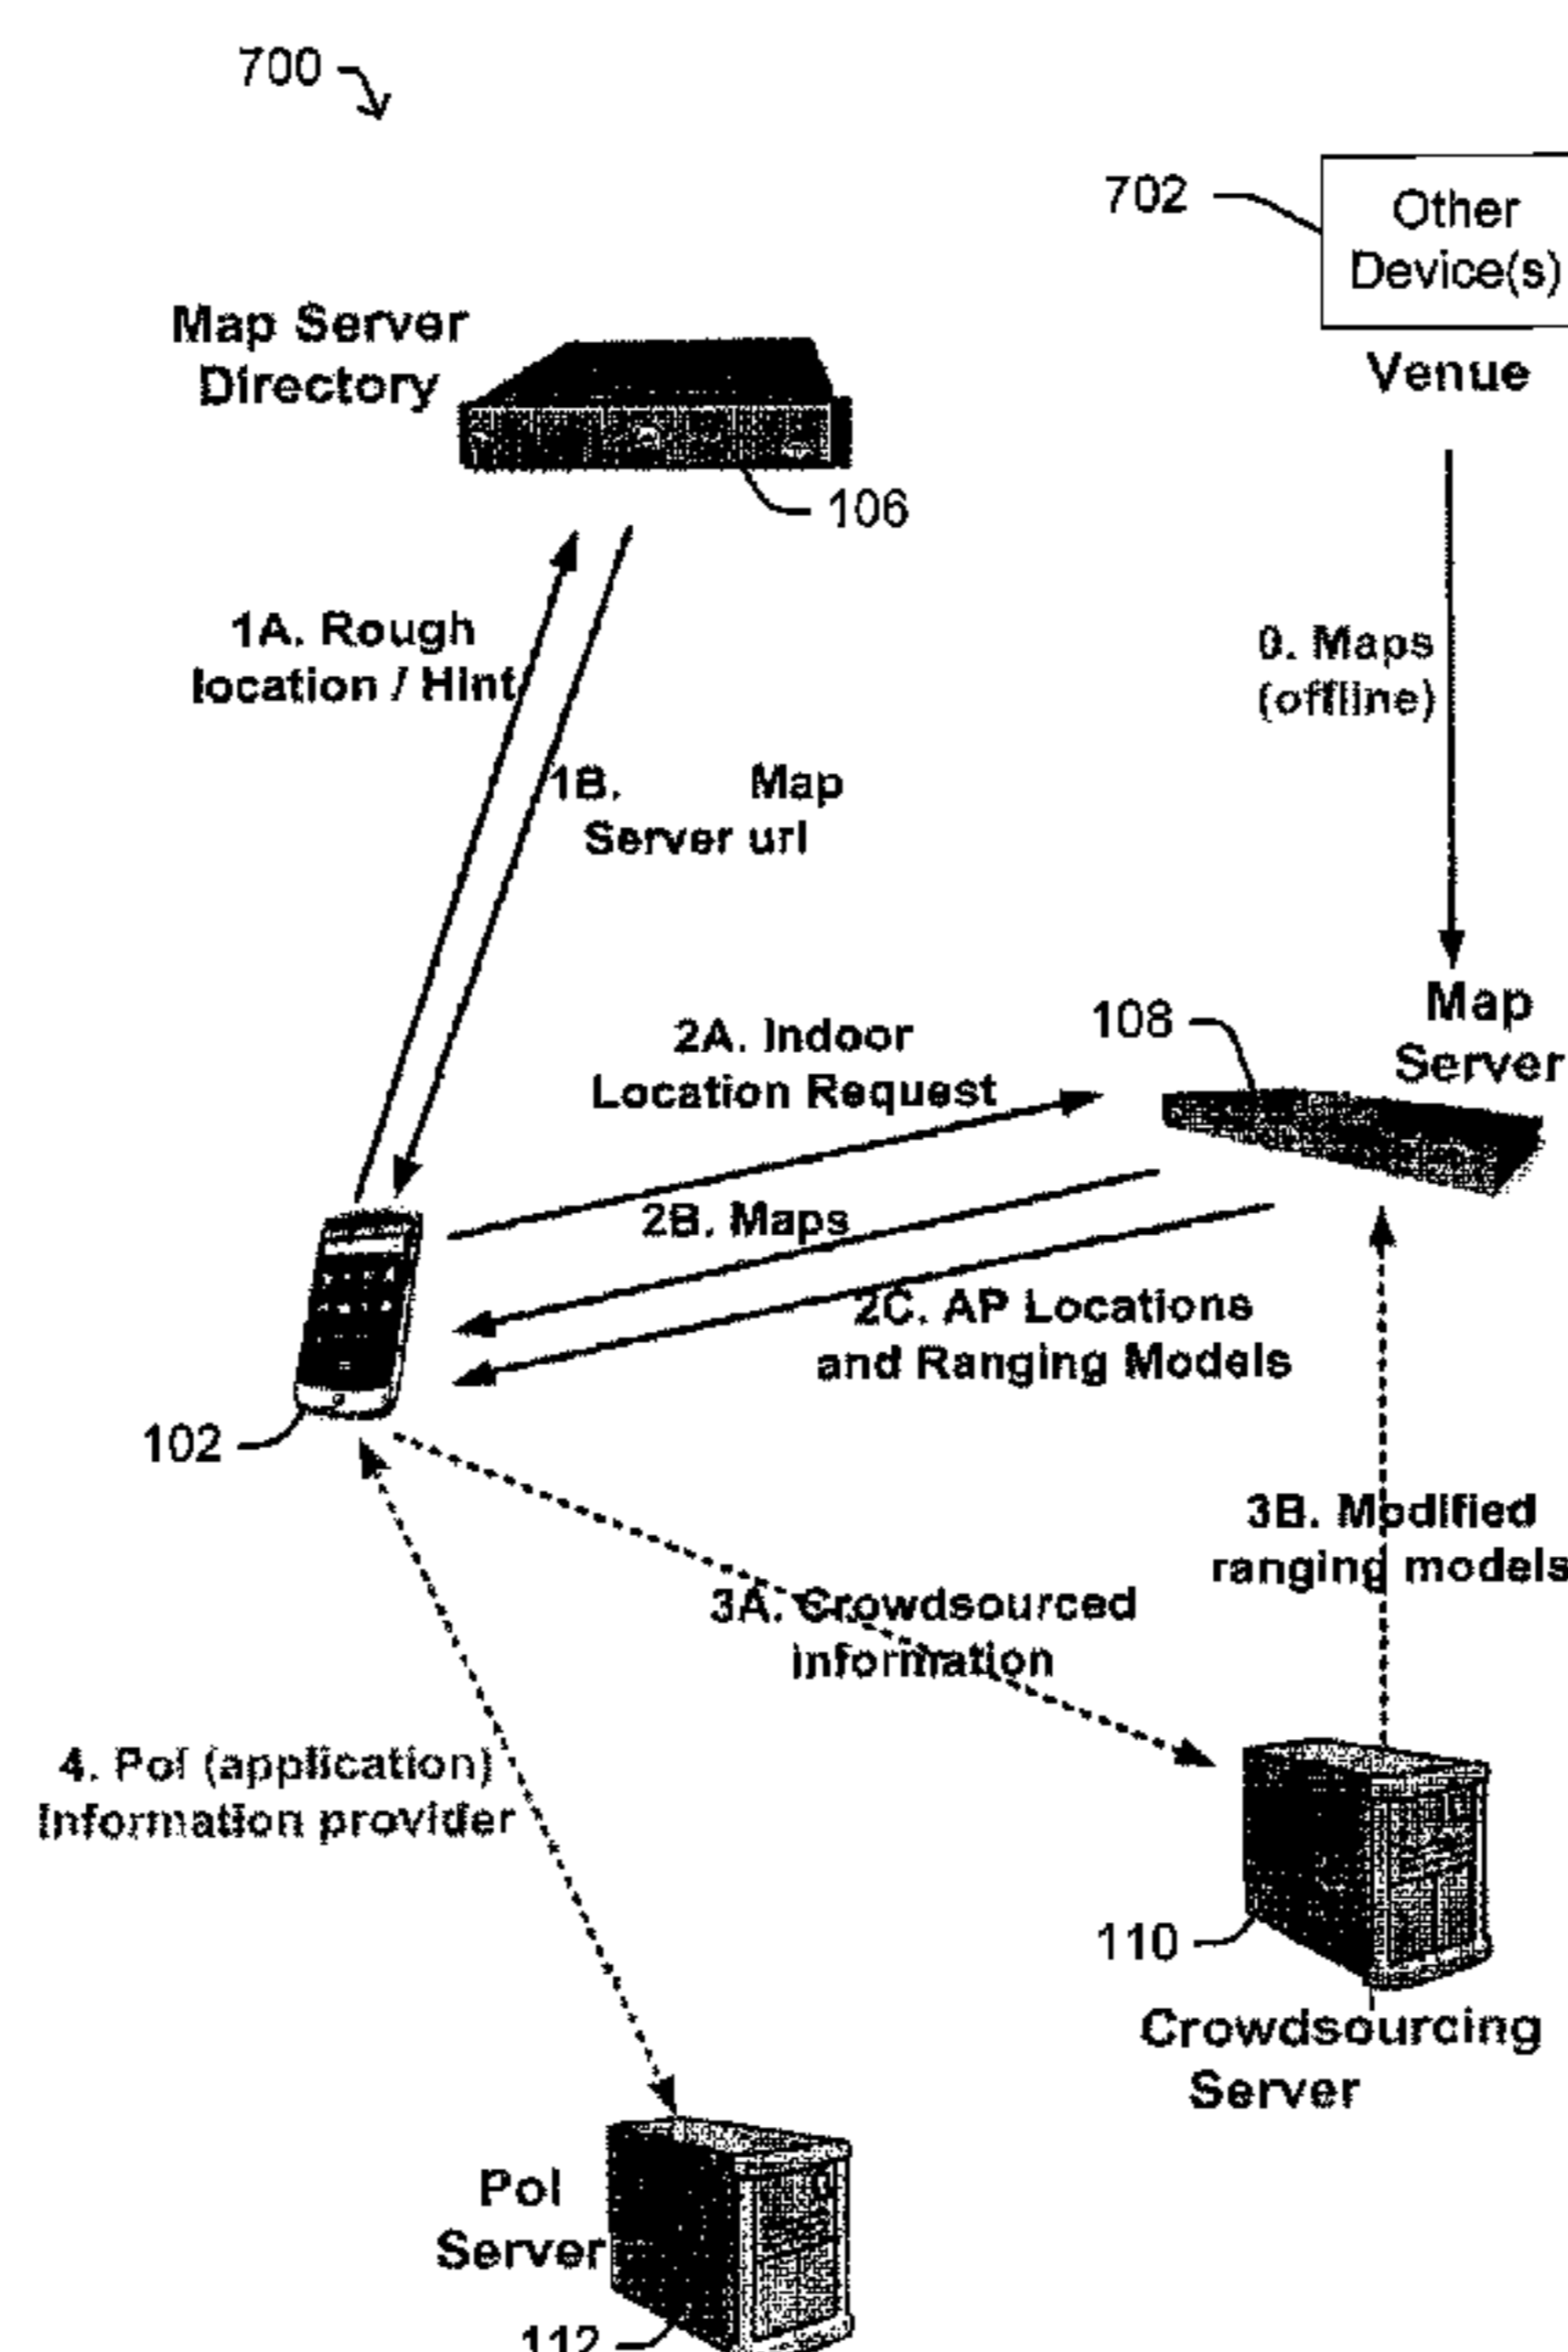 700
702
Other
Device(s)
Venue
Map Server
Directory
106
1A. Rough
location / Hint
0. Maps
(offline)
1B. Map
Server url
108
Map
Server
2A. Indoor
Location Request
2B. Maps
2C. AP Locations
and Ranging Models
102
3B. Modified
ranging models
3A. Crowdsourced
information
4. PoI (application)
Information provider
110
Crowdsourcing
Server
PoI
Server
112